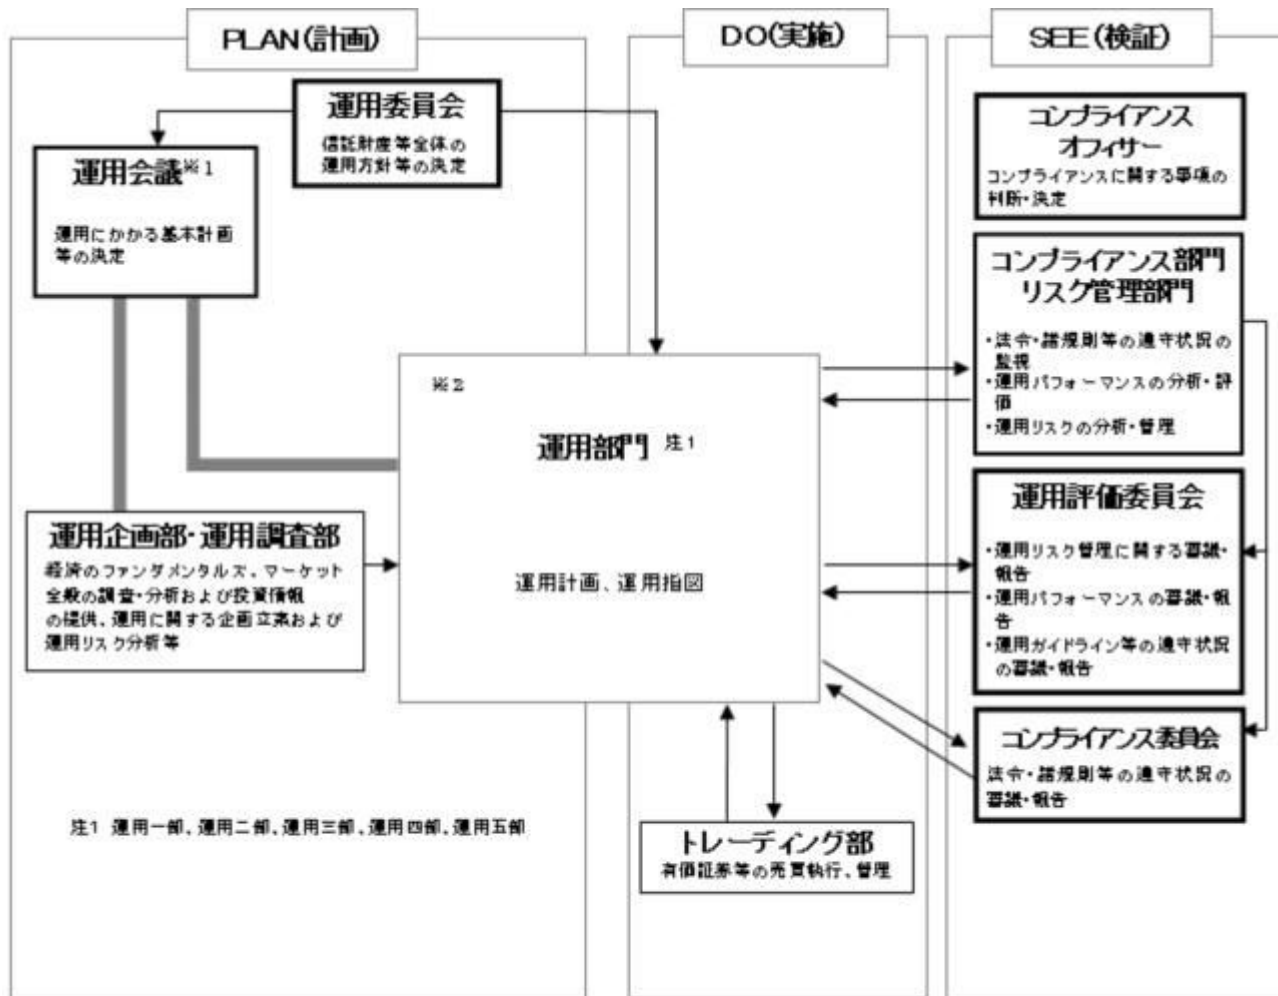 PLAN(計画)
運用委員会
信託財産等全体の
運用方針等の決定
運用会議※1
運用にかかる基本計画
等の決定
運用企画部・運用調査部
経済のファンダメンタルズ、マーケット
全般の調査・分析および投資情報
の提供、運用に関する企画立案および
運用リスク分析等
注1 運用一部、運用二部、運用三部、運用四部、運用五部
DO(実施)
※2
運用部門 注1
運用計画、運用指図
トレーディング部
有価証券等の売買執行、管理
SEE(検証)
コンプライアンス
オフィサー
コンプライアンスに関する事項の
判断・決定
コンプライアンス部門
リスク管理部門
・法令・諸規則等の遵守状況の
監視
・運用パフォーマンスの分析・評
価
・運用リスクの分析・管理
運用評価委員会
・運用リスク管理に関する審議・
報告
・運用パフォーマンスの審議・報
告
・運用ガイドライン等の遵守状況
の審議・報告
コンプライアンス委員会
法令・諸規則等の遵守状況の
審議・報告